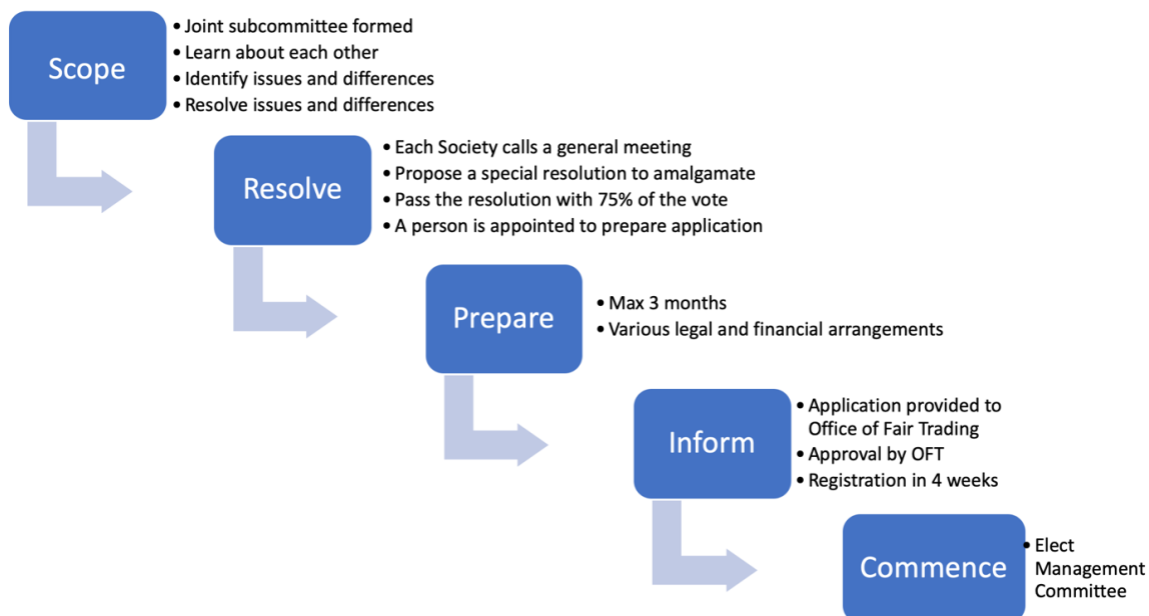 Scope
• Joint subcommittee formed
• Learn about each other
• Identify issues and differences
• Resolve issues and differences
Resolve
• Each Society calls a general meeting
• Propose a special resolution to amalgamate
• Pass the resolution with 75% of the vote
• A person is appointed to prepare application
Prepare
• Max 3 months
• Various legal and financial arrangements
Inform
• Application provided to
Office of Fair Trading
• Approval by OFT
• Registration in 4 weeks
Commence
• Elect
Management
Committee